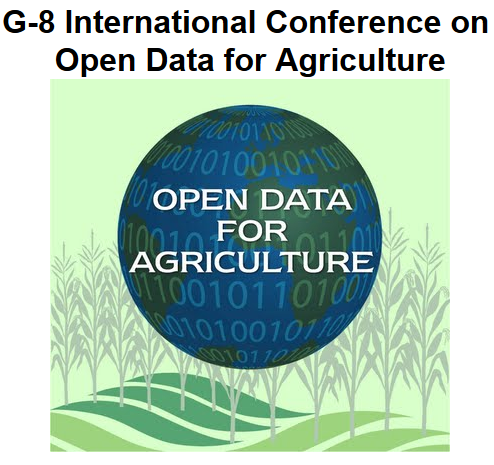 G-8 International Conference on
Open Data for Agriculture
OPEN DATA
FOR
AGRICULTURE